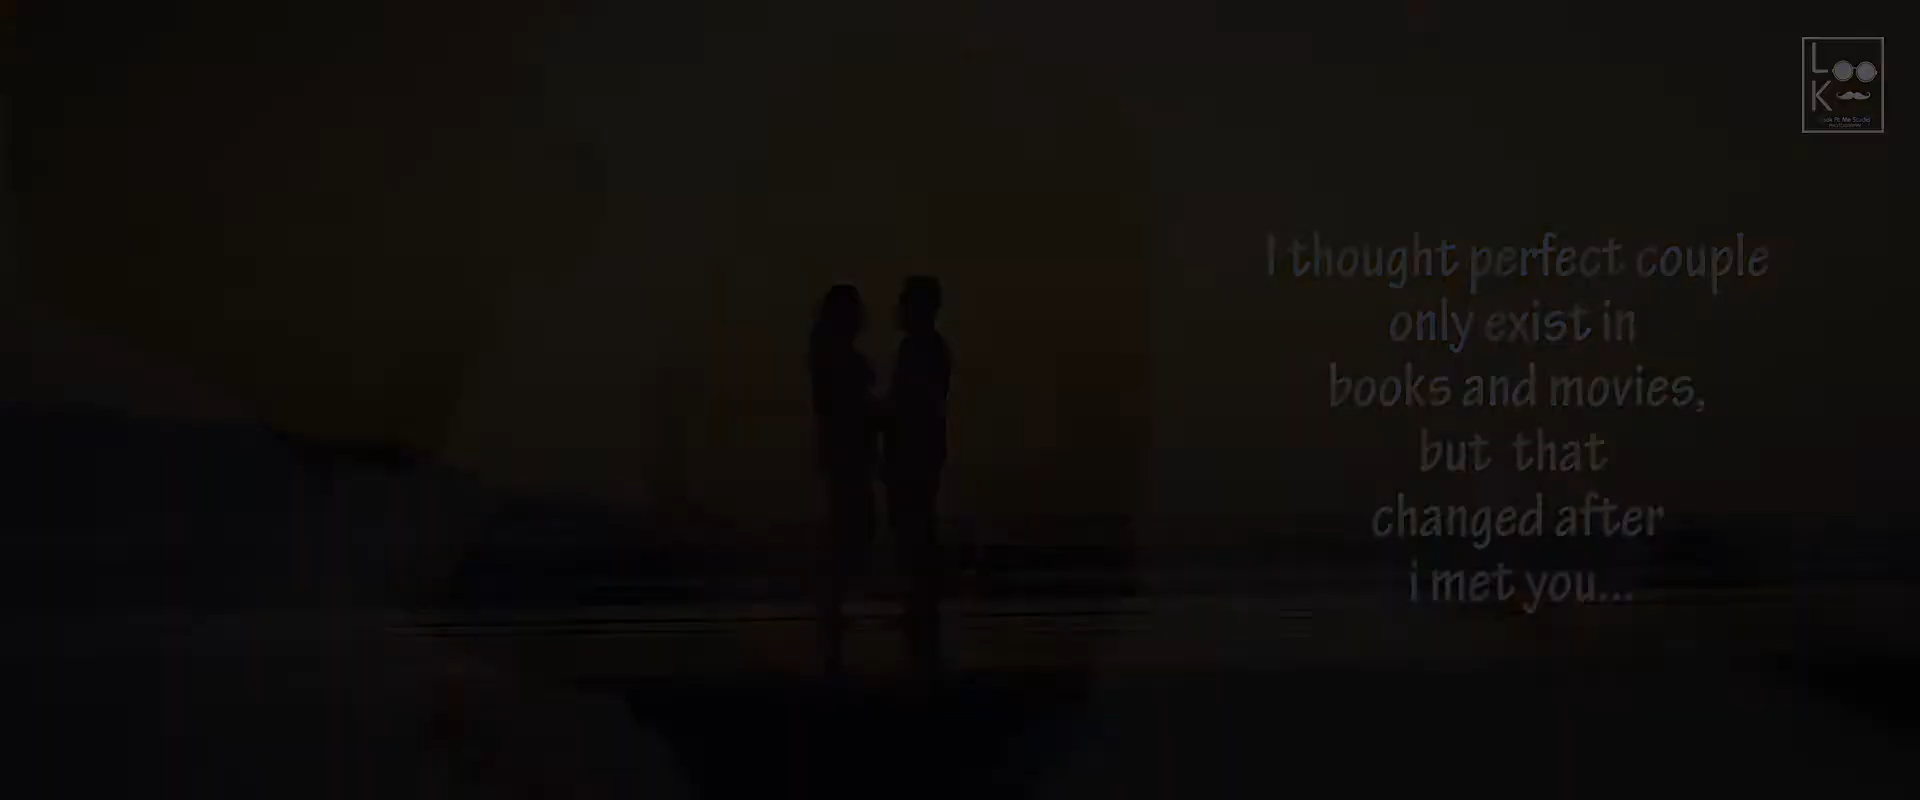 L
K
I thought perfect couple
only exist in
books and movies,
but that
changed after
i met you...